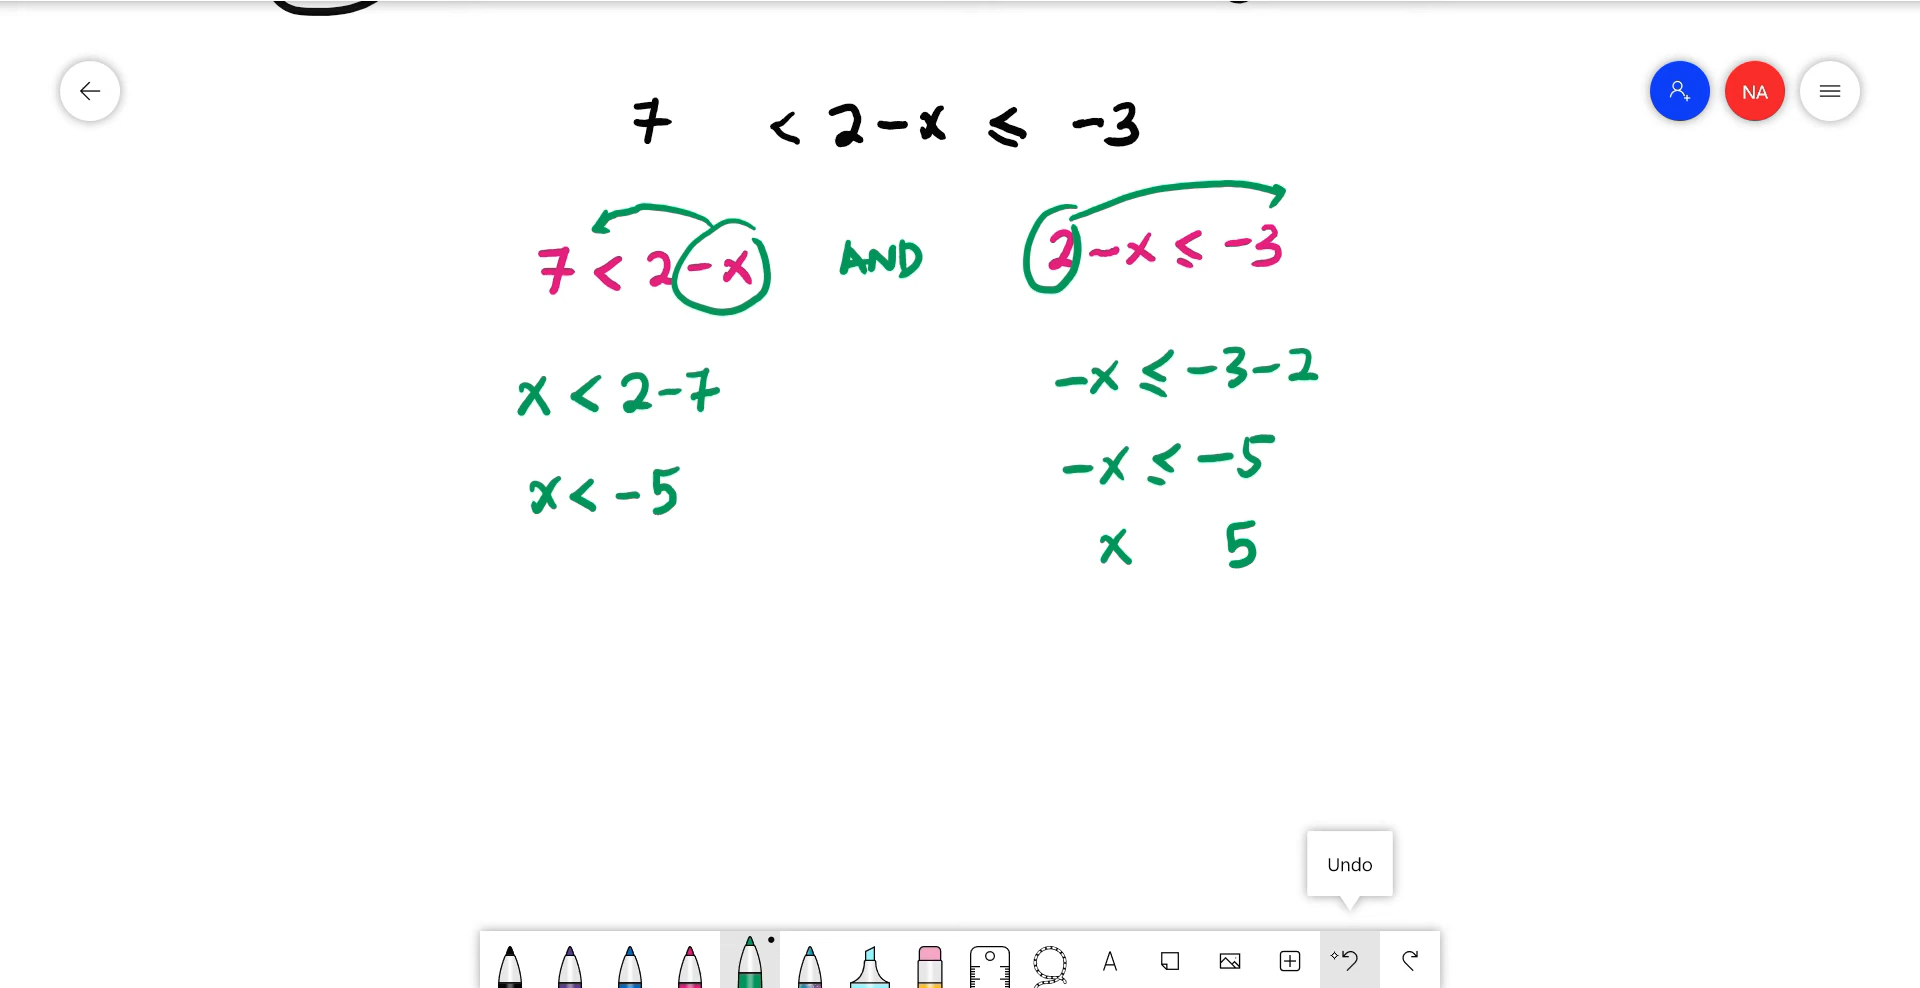 NA
7 < 2 - x ≤ -3
7 < 2 - x AND 2 - x ≤ -3
x < 2 - 7
-x ≤ -3 - 2
x < -5
-x ≤ -5
x 5
Undo
A